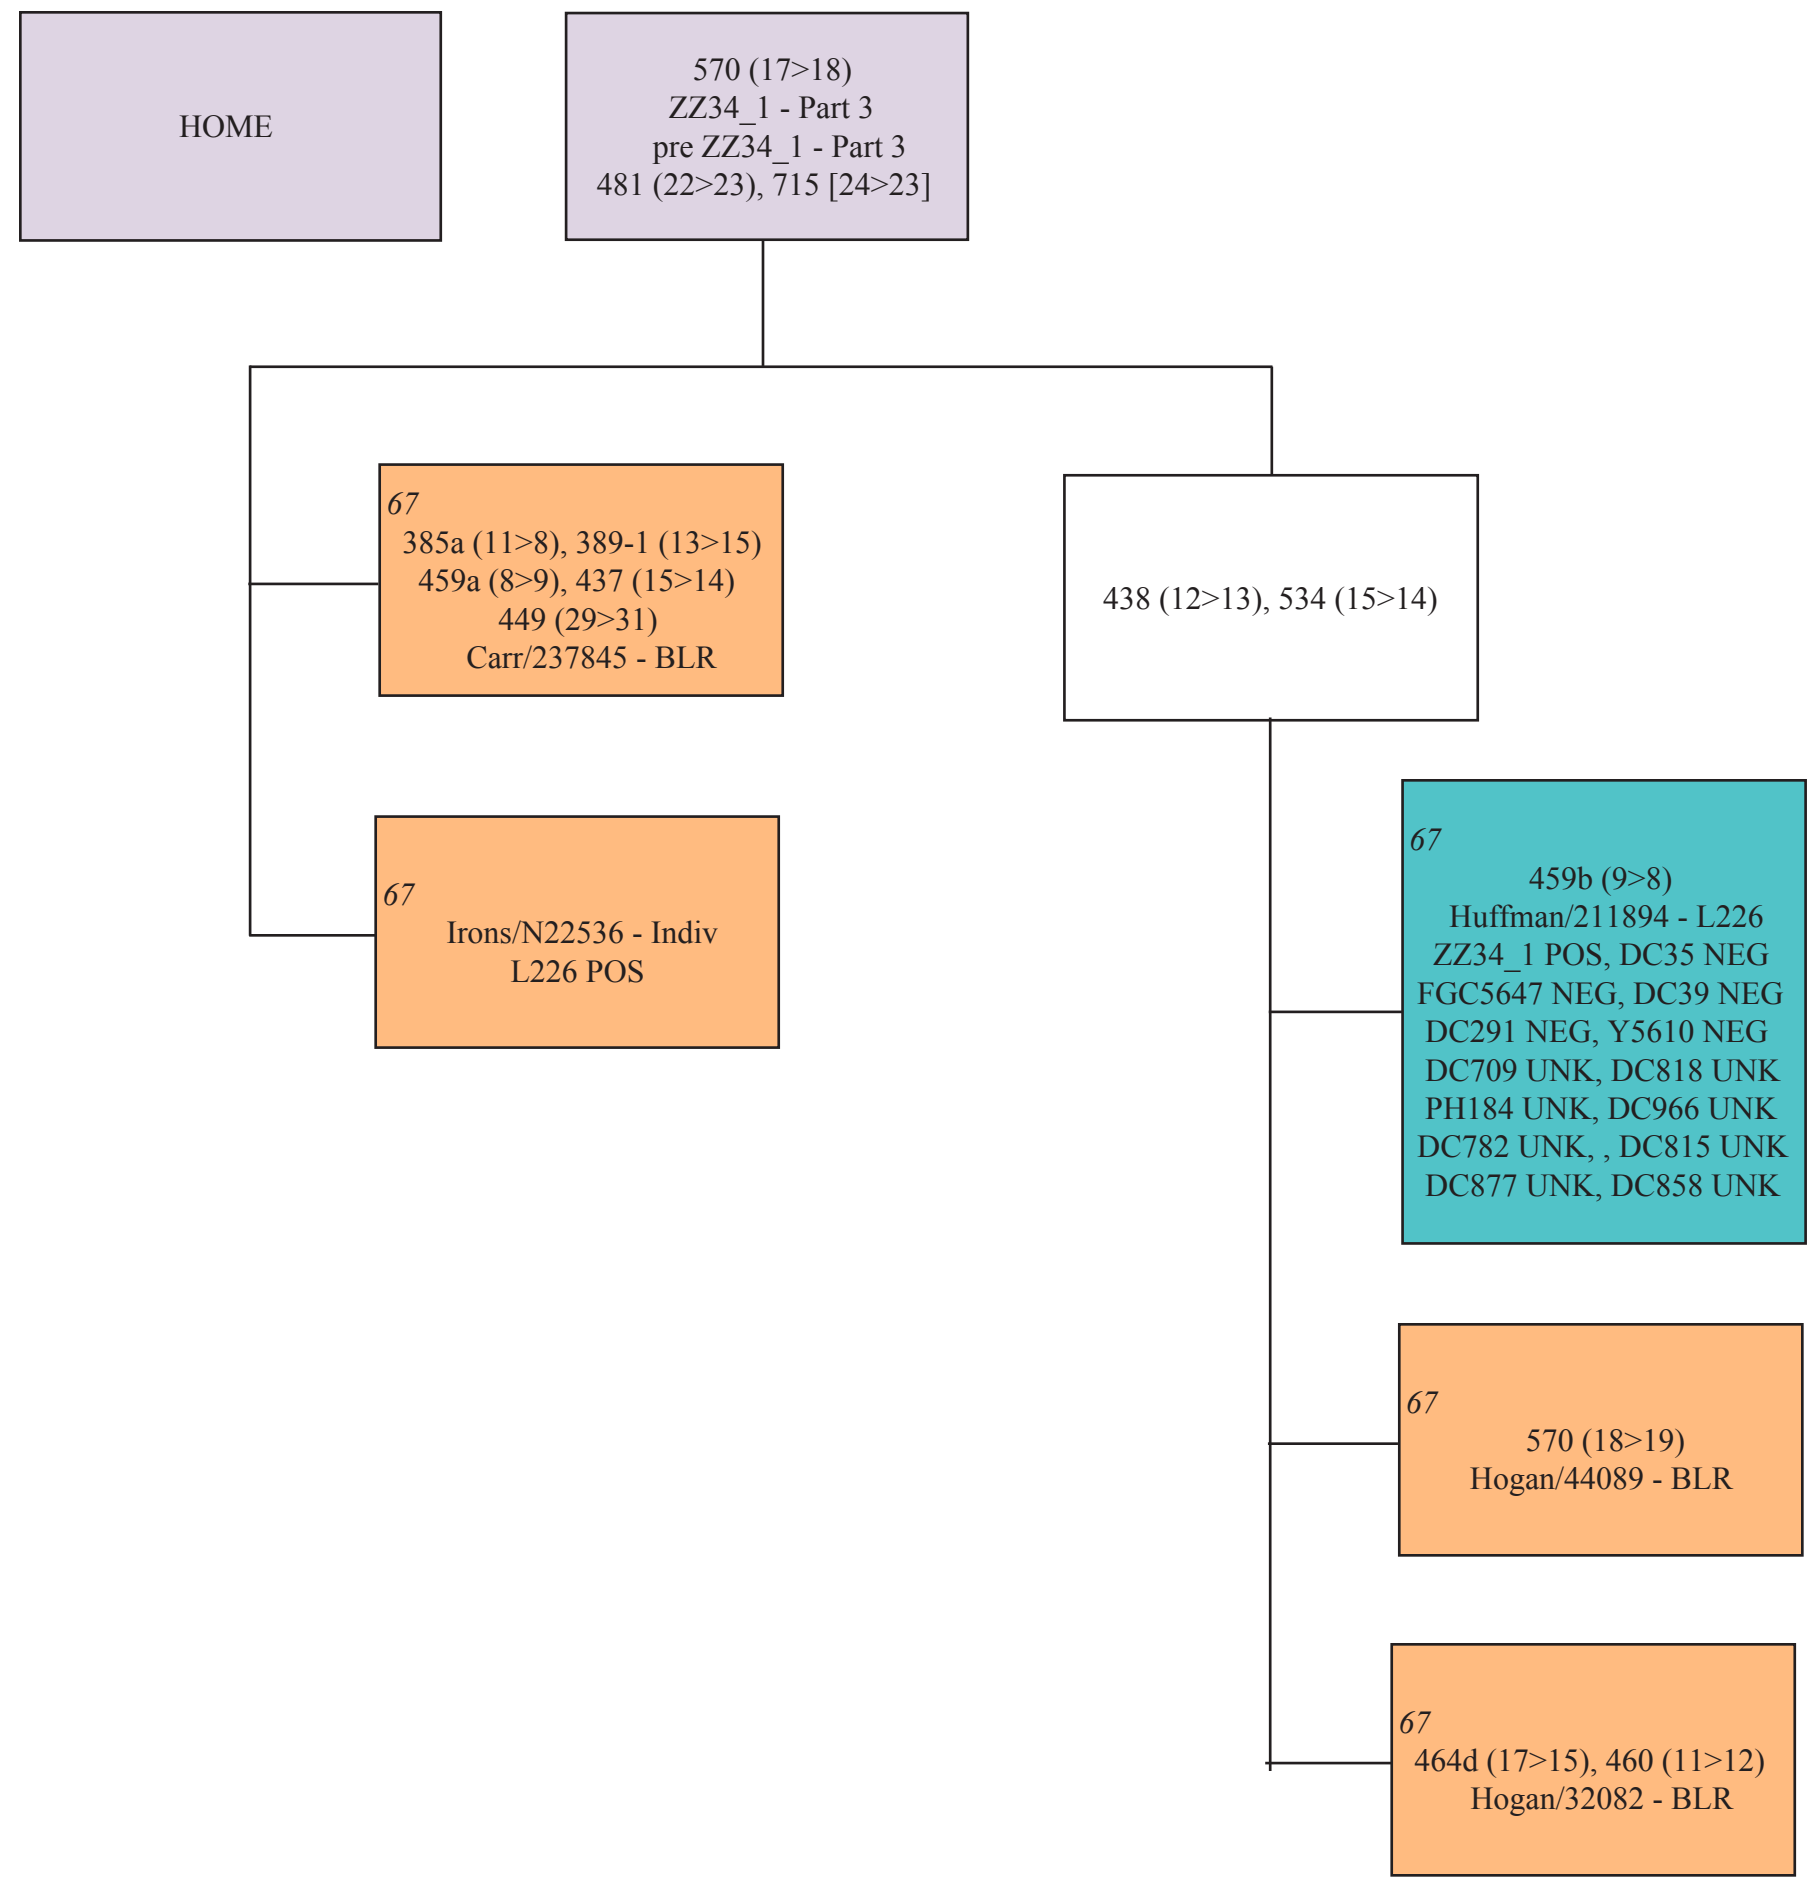 HOME
570 (17>18)
ZZ34_1 - Part 3
pre ZZ34_1 - Part 3
481 (22>23), 715 [24>23]
67
385a (11>8), 389-1 (13>15)
459a (8>9), 437 (15>14)
449 (29>31)
Carr/237845 - BLR
438 (12>13), 534 (15>14)
67
Irons/N22536 - Indiv
L226 POS
67
459b (9>8)
Huffman/211894 - L226
ZZ34_1 POS, DC35 NEG
FGC5647 NEG, DC39 NEG
DC291 NEG, Y5610 NEG
DC709 UNK, DC818 UNK
PH184 UNK, DC966 UNK
DC782 UNK, , DC815 UNK
DC877 UNK, DC858 UNK
67
570 (18>19)
Hogan/44089 - BLR
67
464d (17>15), 460 (11>12)
Hogan/32082 - BLR